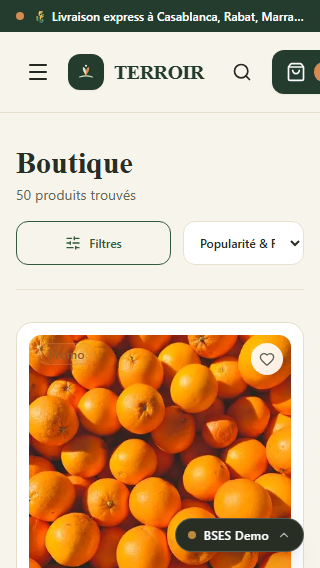 Livraison express à Casablanca, Rabat, Marra...
TERROIR
Boutique
50 produits trouvés
Filtres
Popularité & F
BSES Demo